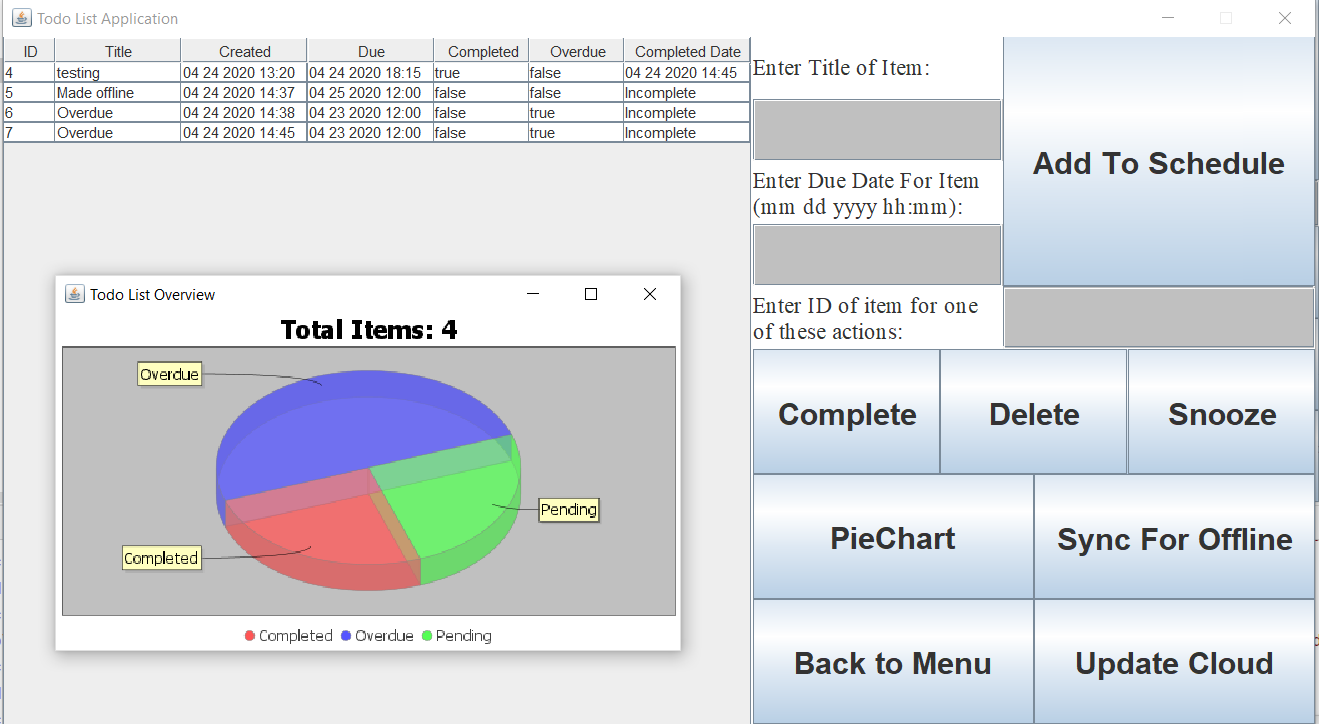 Todo List Application
ID Title Created Due Completed Overdue Completed Date
4 testing 04 24 2020 13:20 04 24 2020 18:15 true false 04 24 2020 14:45
5 Made offline 04 24 2020 14:37 04 25 2020 12:00 false false Incomplete
6 Overdue 04 24 2020 14:38 04 23 2020 12:00 false true Incomplete
7 Overdue 04 24 2020 14:45 04 23 2020 12:00 false true Incomplete
Todo List Overview
Total Items: 4
Overdue
Pending
Completed
Completed Overdue Pending
Enter Title of Item:
Add To Schedule
Enter Due Date For Item
(mm dd yyyy hh:mm):
Enter ID of item for one
of these actions:
Complete Delete Snooze
PieChart Sync For Offline
Back to Menu Update Cloud